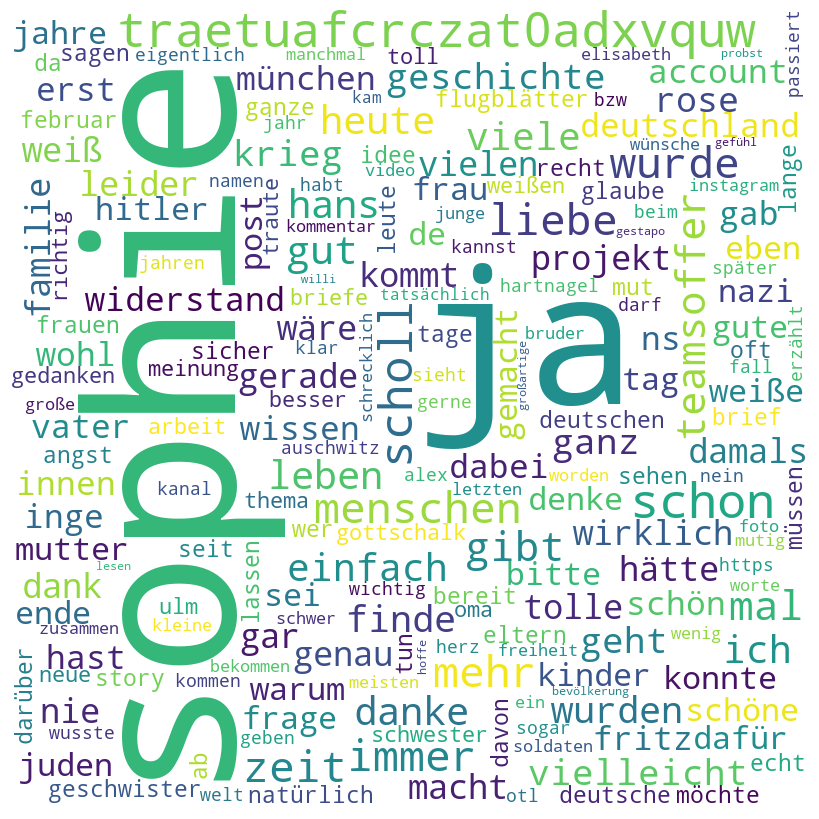 jahre
traetuafcrczat0adxvquw
passiert
sagen
eigentlich
manchmal
toll
elisabeth
probst
da
münchen
geschichte
account
erst
ganze
kam
flugblätter
bzw
rose
februar
jahr
heute
viele
deutschland
wünsche
gefühl
weiß
krieg
idee
vielen
recht
wurde
leider
namen
habt
video
frau
weißen
glaube
instagram
lange
familie
hitler
traute
hans
leute
junge
liebe
beim
gab
richtig
post
kommentar
gut
de
kannst
gestapo
teamsoffer
eben
jahren
willi
kommt
projekt
später
sophie
ja
widerstand
briefe
tatsächlich
hartnagel
mut
nazi
frauen
wäre
tage
bruder
darf
ns
gute
erzählt
wohl
sicher
klar
schrecklich
scholl
gemacht
großartige
oft
gedanken
meinung
gerade
sieht
tag
fall
große
besser
gerne
weiße
vater
arbeit
wissen
deutschen
brief
angst
auschwitz
dabei
ganz
damals
innen
kanal
leben
alex
worden
sehen
nein
letzten
inge
thema
menschen
denke
schon
müssen
mutter
seit
wer
gottschalk
wirklich
foto
mutig
lesen
lassen
einfach
gibt
https
dank
ulm
sei
wichtig
bereit
bitte
hätte
worte
ende
kleine
schwer
finde
oma
tolle
schön
mal
zusammen
gar
genau
tun
hoffe
eltern
herz
freiheit
geht
wenig
ich
hast
bekommen
darüber
neue
story
kommen
warum
meisten
mehr
kinder
bevölkerung
konnte
nie
frage
danke
davon
ein
wurden
schöne
wusste
geben
schwester
sogar
fritz
dafür
juden
ab
zeit
immer
soldaten
vielleicht
echt
geschwister
welt
natürlich
macht
otl
deutsche
möchte